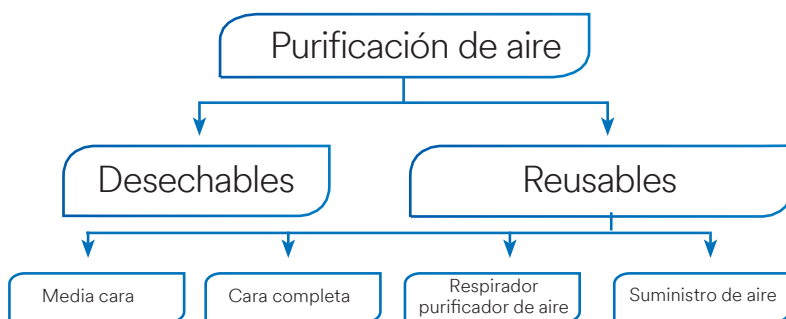 Purificación de aire
Desechables
Reusables
Media cara
Cara completa
Respirador
purificador de aire
Suministro de aire